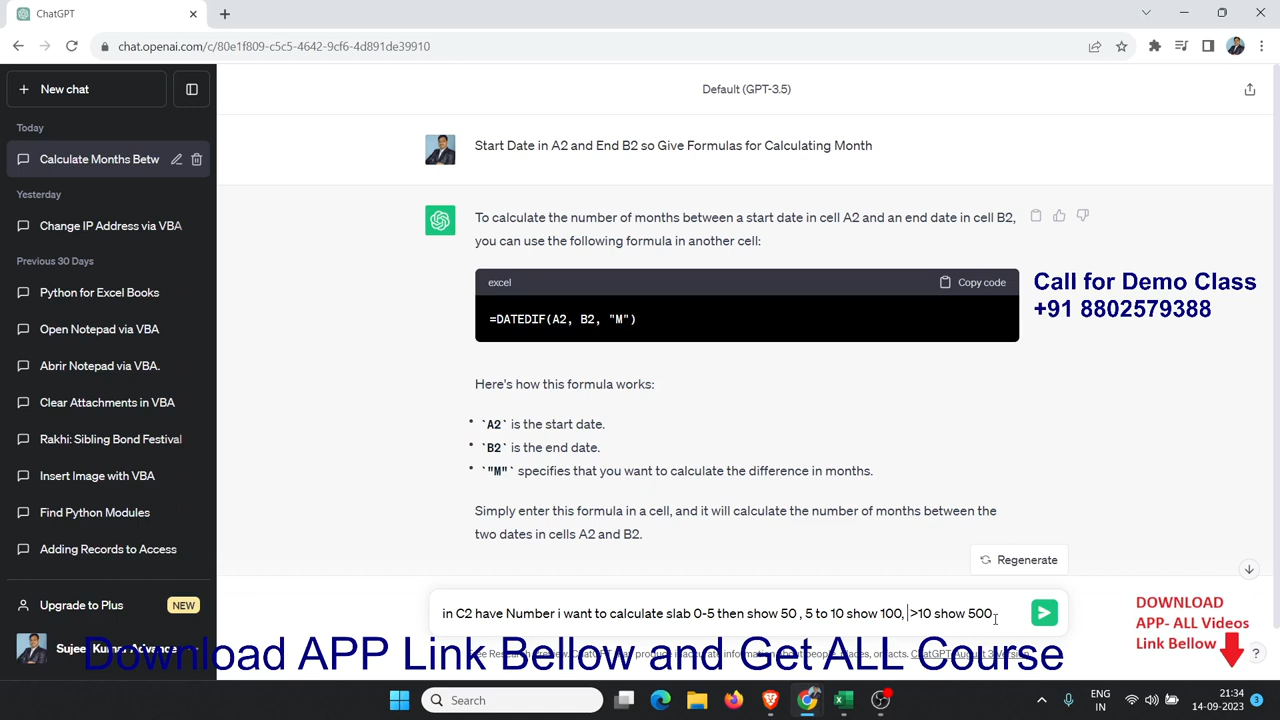 ChatGPT
chat.openai.com/c/80e1f809-c5c5-4642-9cf6-4d891de39910
New chat
Default (GPT-3.5)
Today
Calculate Months Betw
Yesterday
Change IP Address via VBA
Previous 30 Days
Python for Excel Books
Open Notepad via VBA
Abrir Notepad via VBA.
Clear Attachments in VBA
Rakhi: Sibling Bond Festival
Insert Image with VBA
Find Python Modules
Adding Records to Access
Upgrade to Plus
NEW
Start Date in A2 and End B2 so Give Formulas for Calculating Month
To calculate the number of months between a start date in cell A2 and an end date in cell B2,
you can use the following formula in another cell:
excel
Copy code
=DATEDIF(A2, B2, "M")
Call for Demo Class
+91 8802579388
Here's how this formula works:
• `A2` is the start date.
• `B2` is the end date.
• `"M"` specifies that you want to calculate the difference in months.
Simply enter this formula in a cell, and it will calculate the number of months between the
two dates in cells A2 and B2.
Regenerate
in C2 have Number i want to calculate slab 0-5 then show 50 , 5 to 10 show 100, >10 show 500
DOWNLOAD
APP- ALL Videos
Link Bellow
?
Download APP Link Bellow and Get ALL Course
Search
ENG
IN
21:34
14-09-2023
3